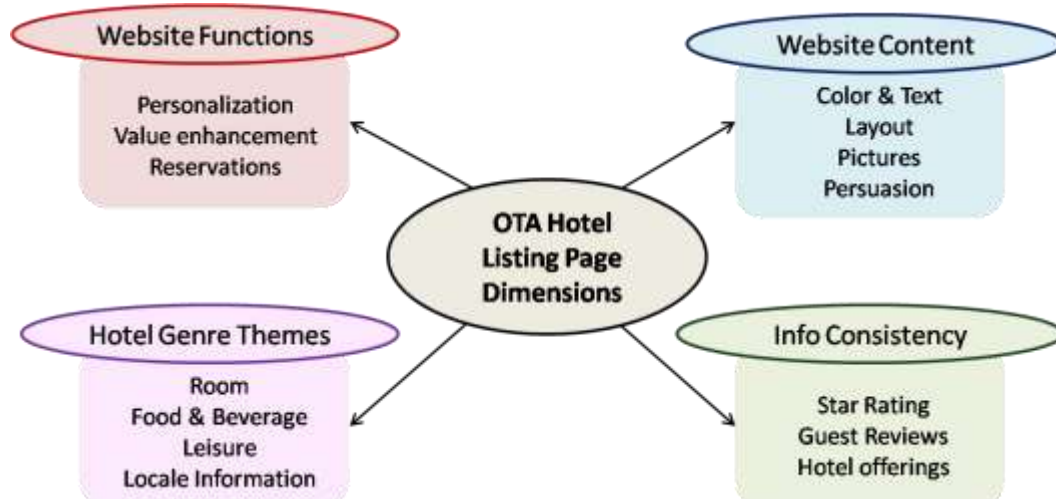 Website Functions
Personalization
Value enhancement
Reservations
Website Content
Color & Text
Layout
Pictures
Persuasion
OTA Hotel
Listing Page
Dimensions
Hotel Genre Themes
Room
Food & Beverage
Leisure
Locale Information
Info Consistency
Star Rating
Guest Reviews
Hotel offerings